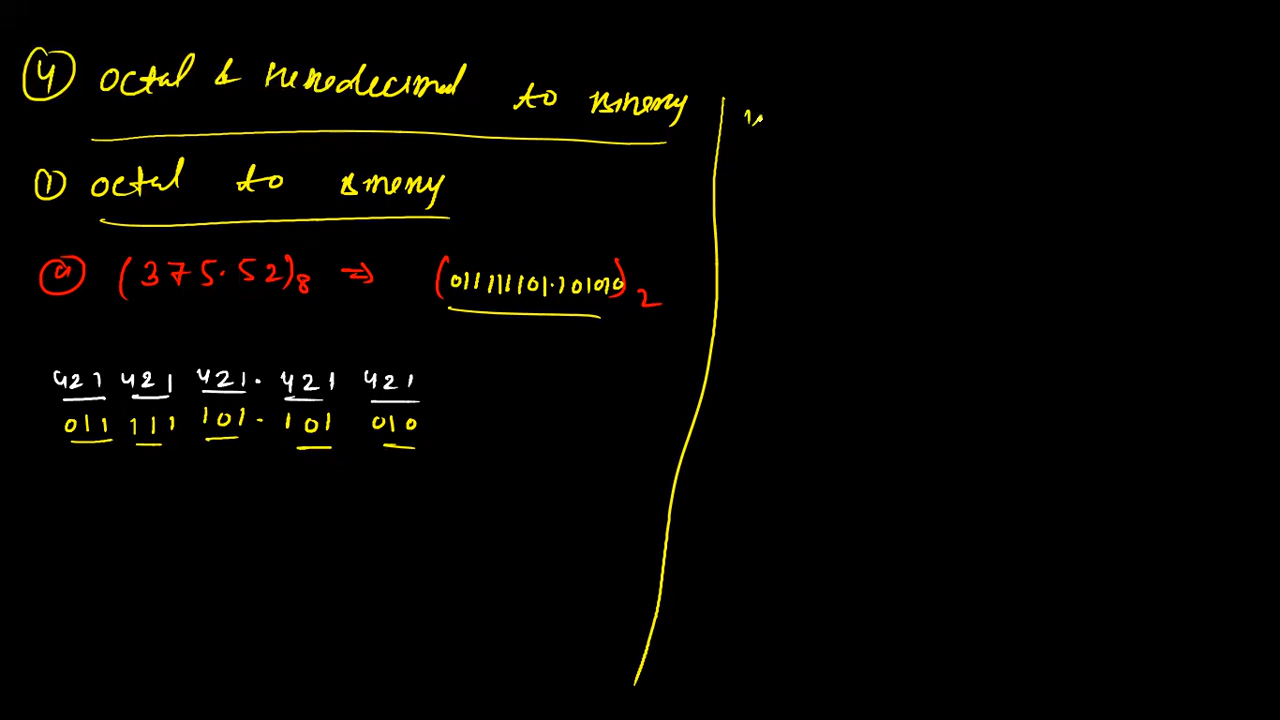 ④ Octal & Hexadecimal to Binary
① Octal to Binary
ⓐ (375.52)₈ ⇒ (011111101.101010)₂
421 421 421. 421 421
011 111 101. 101 010